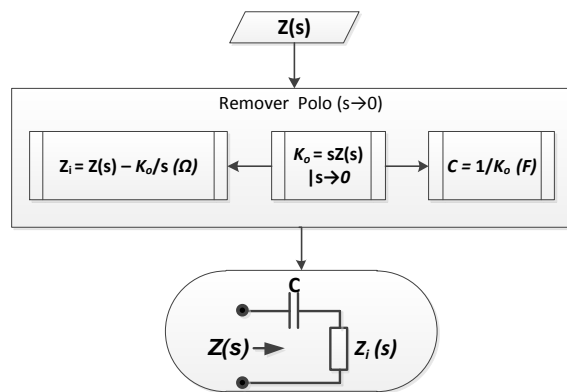 Z(s)
Remover Polo (s→0)
Zᵢ = Z(s) – Kₒ/s (Ω)
Kₒ = sZ(s)
|s→0
C = 1/Kₒ (F)
C
Z(s)
Zᵢ (s)